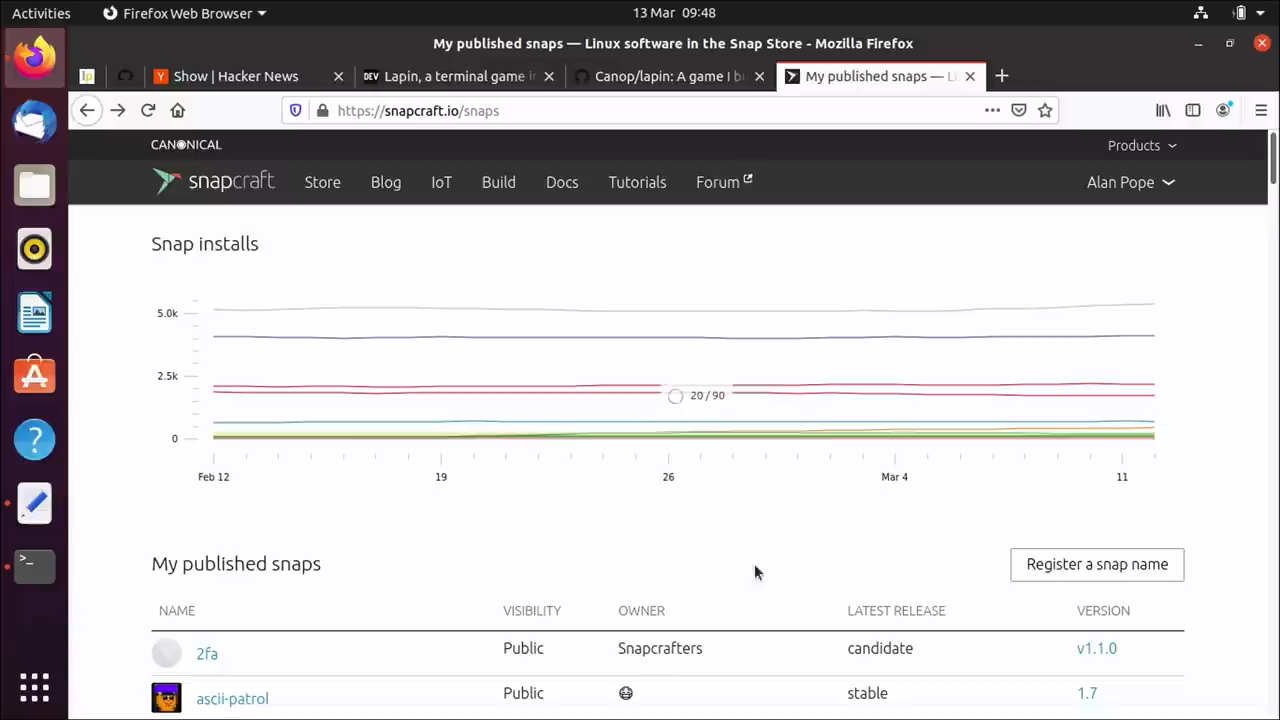 Activities Firefox Web Browser 13 Mar 09:48
My published snaps — Linux software in the Snap Store - Mozilla Firefox
lp Show | Hacker News Lapin, a terminal game i Canop/lapin: A game I bu My published snaps — Li
https://snapcraft.io/snaps
CANONICAL Products
snapcraft Store Blog IoT Build Docs Tutorials Forum Alan Pope
Snap installs
5.0k
2.5k
20 / 90
0
Feb 12 19 26 Mar 4 11
My published snaps Register a snap name
NAME VISIBILITY OWNER LATEST RELEASE VERSION
2fa Public Snapcrafters candidate v1.1.0
ascii-patrol Public 😷 stable 1.7